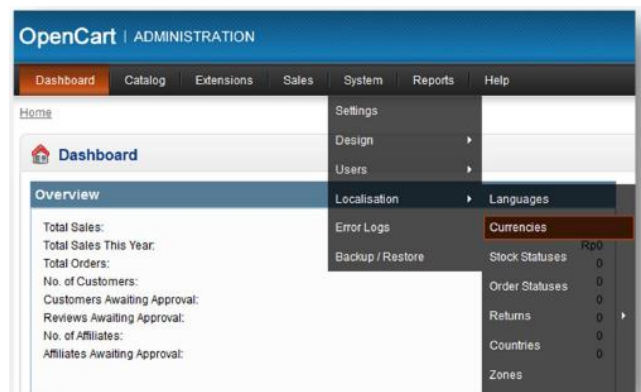 OpenCart | ADMINISTRATION
Dashboard Catalog Extensions Sales System Reports Help
Home
Dashboard
Overview
Total Sales:
Total Sales This Year: Rp0
Total Orders: 0
No. of Customers: 0
Customers Awaiting Approval: 0
Reviews Awaiting Approval: 0
No. of Affiliates: 0
Affiliates Awaiting Approval: 0
Settings
Design
Users
Localisation
Error Logs
Backup / Restore
Languages
Currencies
Stock Statuses
Order Statuses
Returns
Countries
Zones